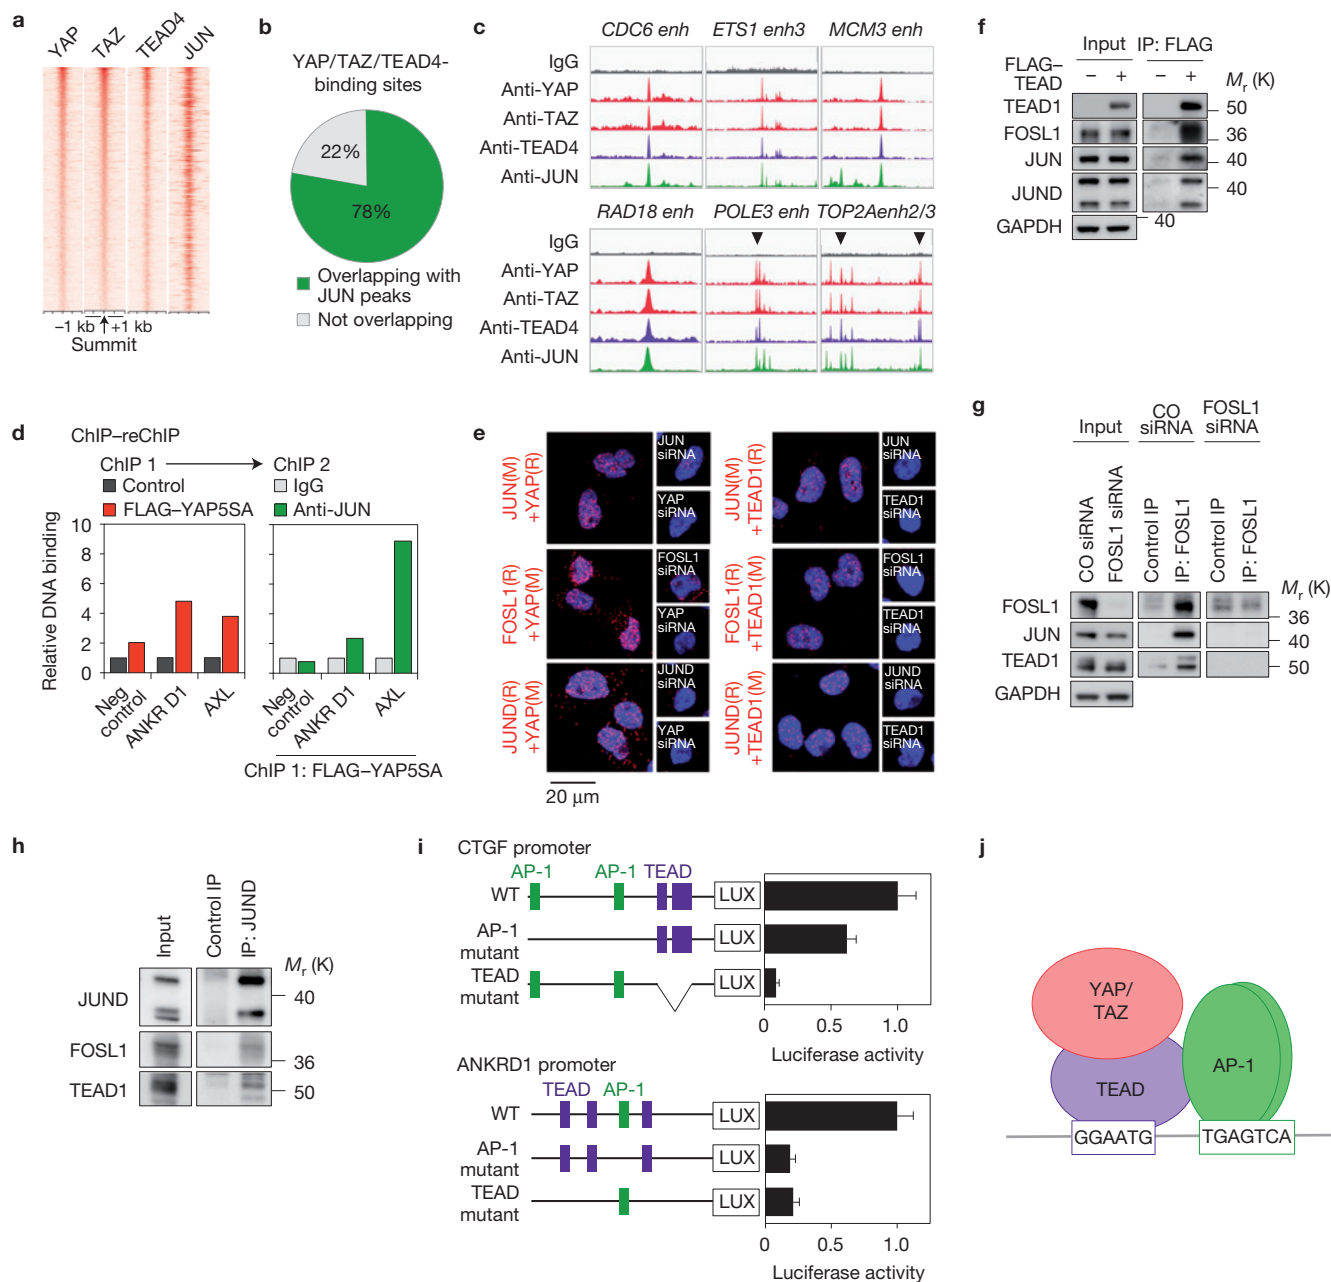 a
YAP
TAZ
TEAD4
JUN
−1 kb
+1 kb
Summit
b
YAP/TAZ/TEAD4-
binding sites
22%
78%
Overlapping with
JUN peaks
Not overlapping
c
CDC6 enh
ETS1 enh3
MCM3 enh
IgG
Anti-YAP
Anti-TAZ
Anti-TEAD4
Anti-JUN
RAD18 enh
POLE3 enh
TOP2Aenh2/3
IgG
Anti-YAP
Anti-TAZ
Anti-TEAD4
Anti-JUN
f
Input
IP: FLAG
FLAG–
TEAD
− + − +
Mr (K)
TEAD1
50
FOSL1
36
JUN
40
JUND
40
GAPDH
40
d
ChIP–reChIP
ChIP 1
ChIP 2
Control
IgG
FLAG–YAP5SA
Anti-JUN
Relative DNA binding
10
8
6
4
2
0
Neg
control
ANKR D1
AXL
Neg
control
ANKR D1
AXL
ChIP 1: FLAG–YAP5SA
e
JUN(M)
+YAP(R)
JUN
siRNA
YAP
siRNA
JUN(M)
+TEAD1(R)
JUN
siRNA
TEAD1
siRNA
FOSL1(R)
+YAP(M)
FOSL1
siRNA
YAP
siRNA
FOSL1(R)
+TEAD1(M)
FOSL1
siRNA
TEAD1
siRNA
JUND(R)
+YAP(M)
JUND
siRNA
YAP
siRNA
JUND(R)
+TEAD1(M)
JUND
siRNA
TEAD1
siRNA
20 µm
g
Input
CO
siRNA
FOSL1
siRNA
CO siRNA
FOSL1 siRNA
Control IP
IP: FOSL1
Control IP
IP: FOSL1
Mr (K)
FOSL1
36
JUN
40
TEAD1
50
GAPDH
h
Input
Control IP
IP: JUND
Mr (K)
JUND
40
FOSL1
36
TEAD1
50
i
CTGF promoter
AP-1
AP-1
TEAD
WT
LUX
AP-1
mutant
LUX
TEAD
mutant
LUX
0 0.5 1.0
Luciferase activity
ANKRD1 promoter
TEAD
AP-1
WT
LUX
AP-1
mutant
LUX
TEAD
mutant
LUX
0 0.5 1.0
Luciferase activity
j
YAP/
TAZ
TEAD
AP-1
GGAATG
TGAGTCA